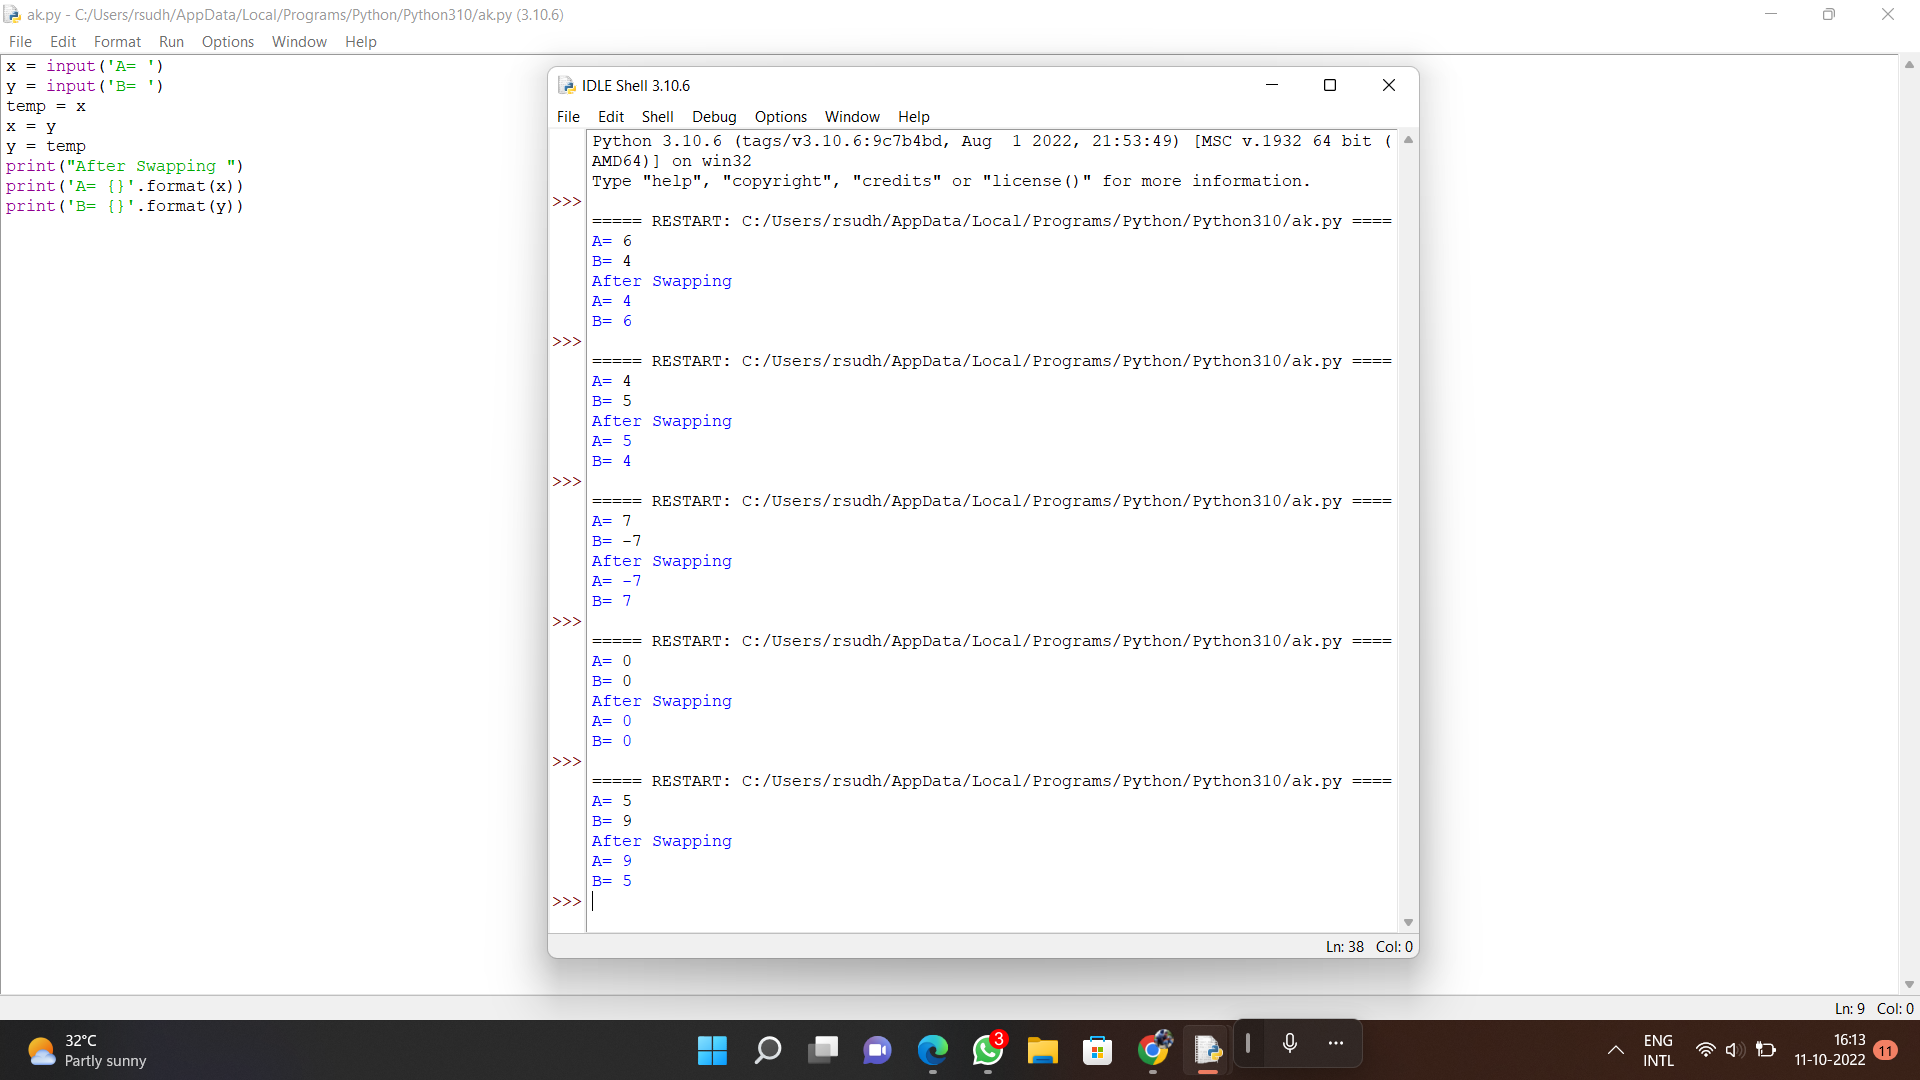 ak.py - C:/Users/rsudh/AppData/Local/Programs/Python/Python310/ak.py (3.10.6)
File Edit Format Run Options Window Help
x = input('A= ')
y = input('B= ')
temp = x
x = y
y = temp
print("After Swapping ")
print('A= {}'.format(x))
print('B= {}'.format(y))
IDLE Shell 3.10.6
File Edit Shell Debug Options Window Help
Python 3.10.6 (tags/v3.10.6:9c7b4bd, Aug  1 2022, 21:53:49) [MSC v.1932 64 bit (
AMD64)] on win32
Type "help", "copyright", "credits" or "license()" for more information.
>>>
===== RESTART: C:/Users/rsudh/AppData/Local/Programs/Python/Python310/ak.py ====
A= 6
B= 4
After Swapping
A= 4
B= 6
>>>
===== RESTART: C:/Users/rsudh/AppData/Local/Programs/Python/Python310/ak.py ====
A= 4
B= 5
After Swapping
A= 5
B= 4
>>>
===== RESTART: C:/Users/rsudh/AppData/Local/Programs/Python/Python310/ak.py ====
A= 7
B= -7
After Swapping
A= -7
B= 7
>>>
===== RESTART: C:/Users/rsudh/AppData/Local/Programs/Python/Python310/ak.py ====
A= 0
B= 0
After Swapping
A= 0
B= 0
>>>
===== RESTART: C:/Users/rsudh/AppData/Local/Programs/Python/Python310/ak.py ====
A= 5
B= 9
After Swapping
A= 9
B= 5
>>>
Ln: 38 Col: 0
Ln: 9 Col: 0
32°C
Partly sunny
3
ENG
INTL
16:13
11-10-2022
11